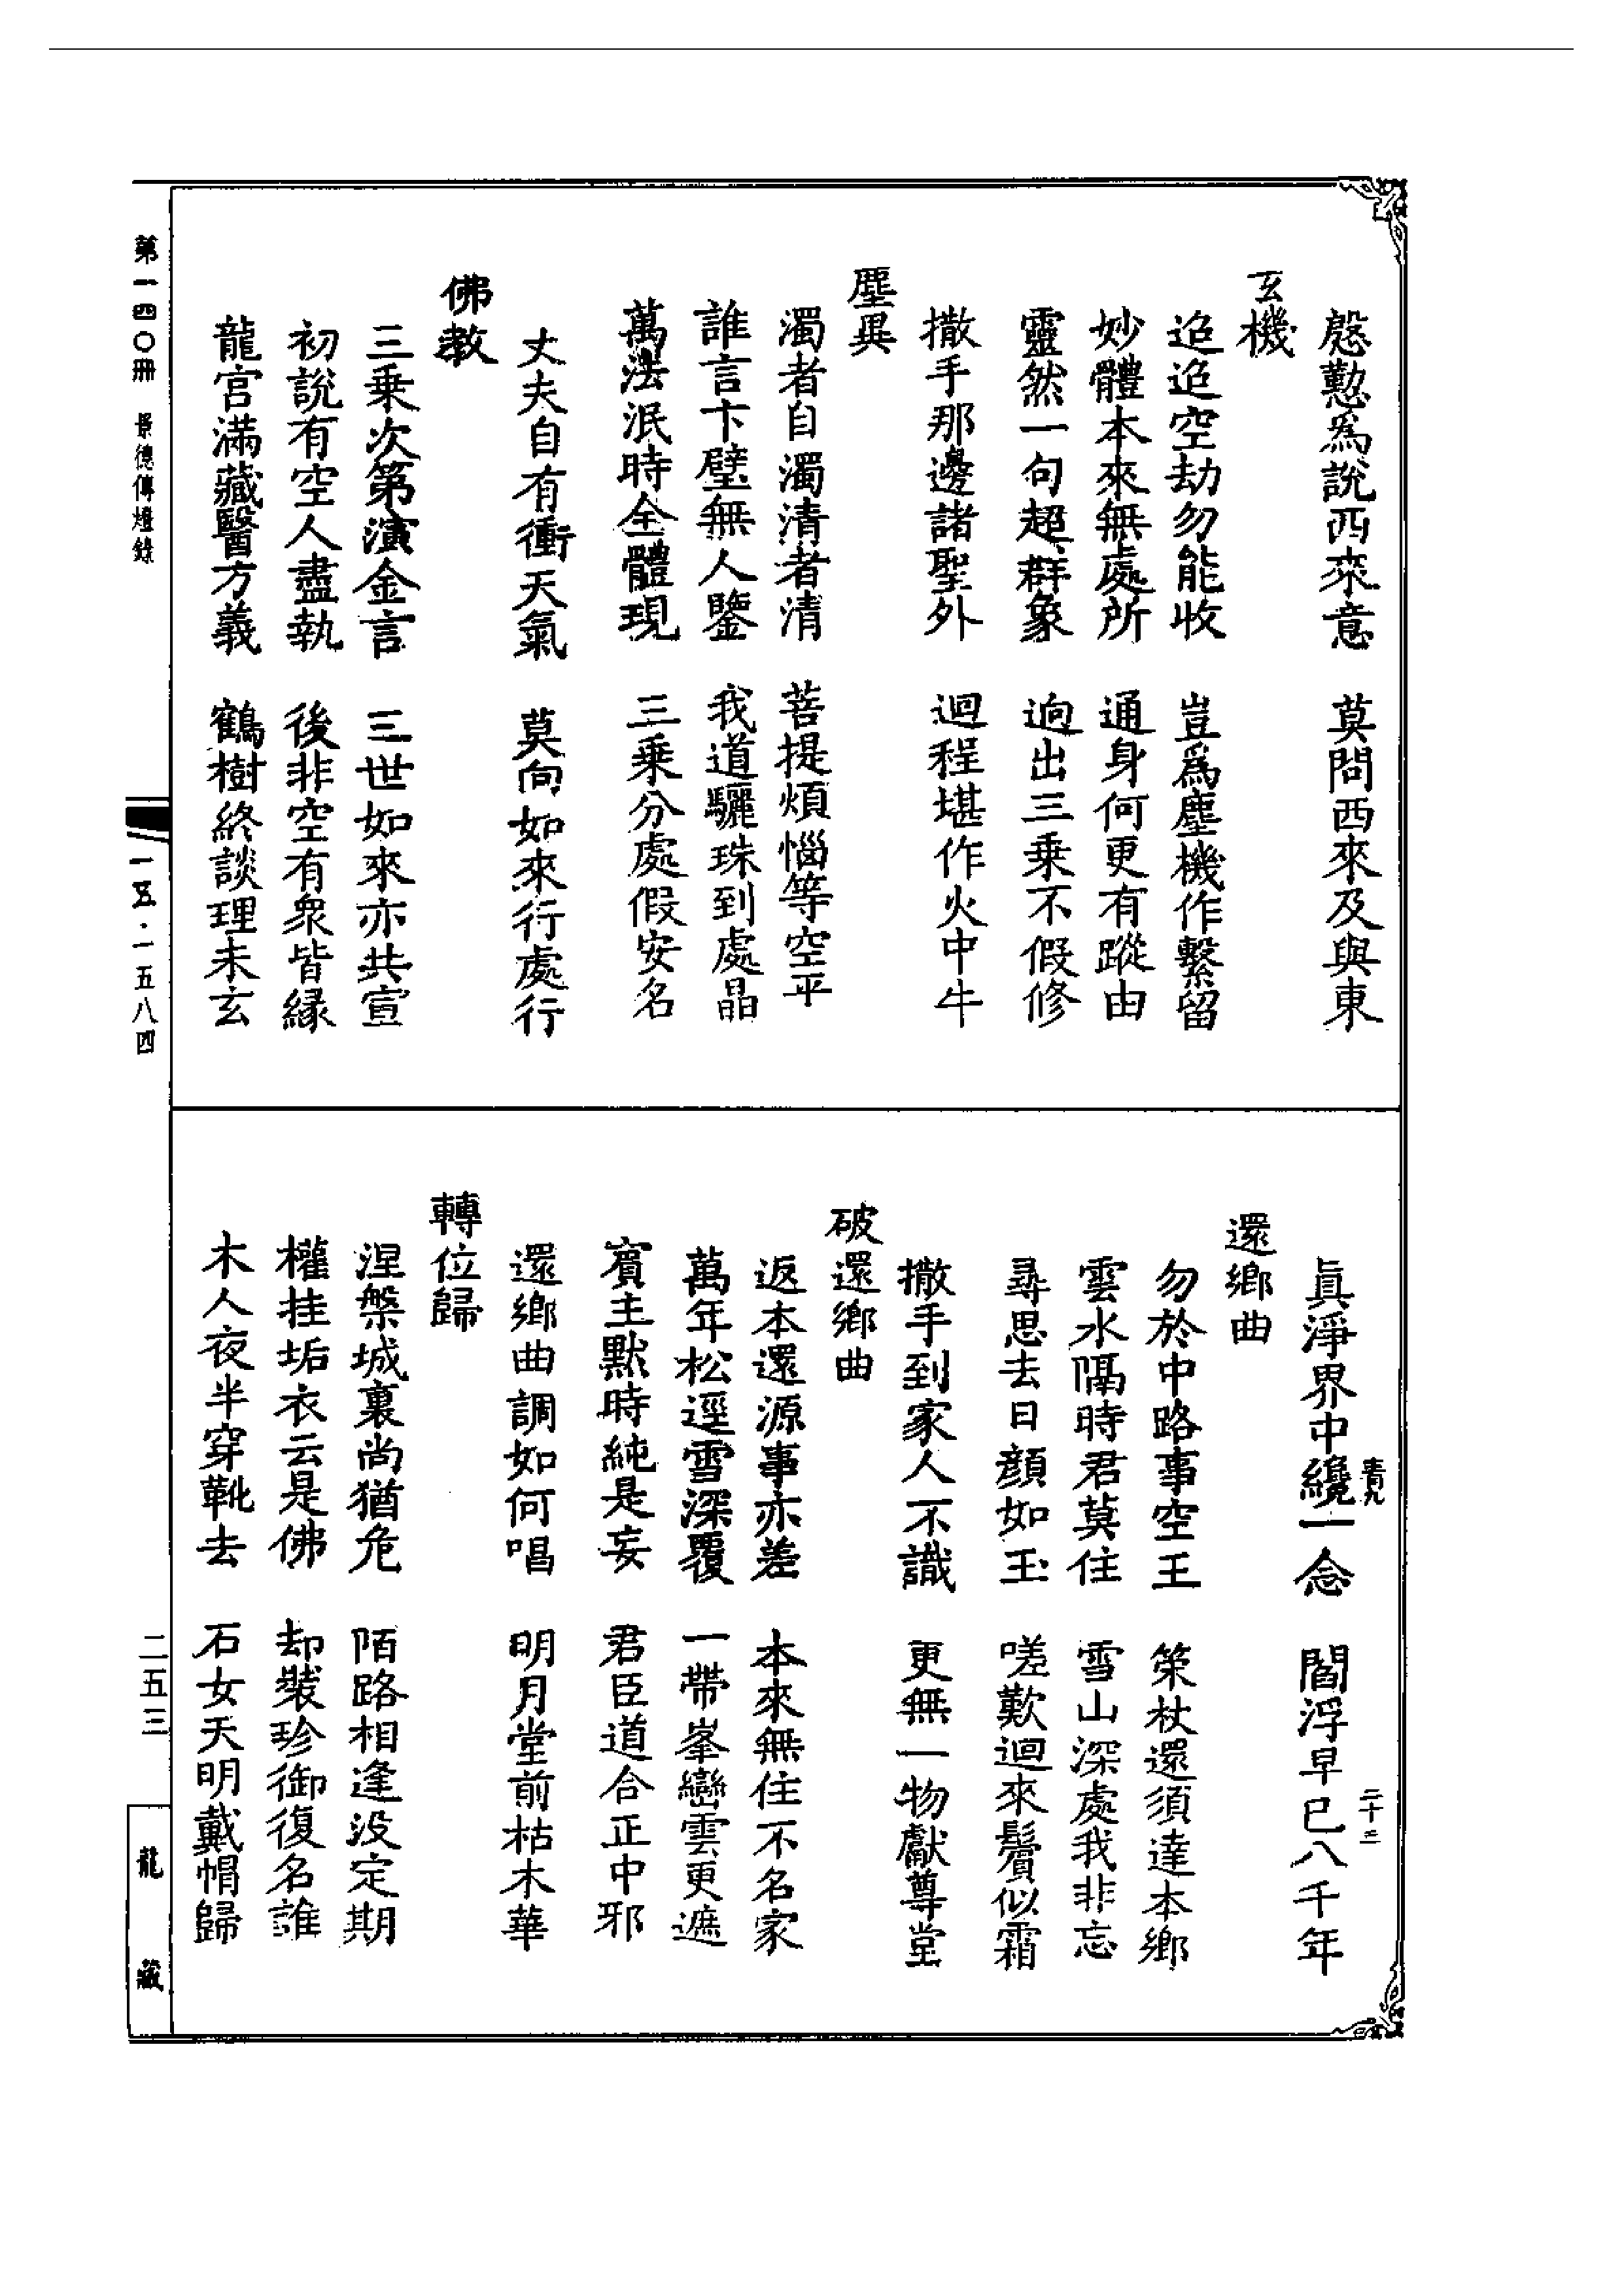 慇懃爲說西來意　莫問西來及與東
玄機
迢迢空劫勿能收　豈爲塵機作繫留
妙體本來無處所　通身何更有蹤由
靈然一句超群象　迥出三乘不假修
撒手那邊諸聖外　迴程堪作火中牛
塵異
濁者自濁清者清　菩提煩惱等空平
誰言卞璧無人鑒　我道驪珠到處晶
萬法泯時全體現　三乘分處假安名
丈夫自有衝天氣　莫向如來行處行
佛教
三乘次第演金言　三世如來亦共宣
初說有空人盡執　後非空有衆皆緣
龍宮滿藏醫方義　鶴樹終談理未玄
眞淨界中纔一念　閻浮早已八千年
青九　二十三
還鄉曲
勿於中路事空王　策杖還須達本鄉
雲水隔時君莫住　雪山深處我非忘
尋思去日顏如玉　嗟歎迴來鬢似霜
撒手到家人不識　更無一物獻尊堂
破還鄉曲
返本還源事亦差　本來無住不名家
萬年松逕雪深覆　一帶峯巒雲更遮
賓主默時純是妄　君臣道合正中邪
還鄉曲調如何唱　明月堂前枯木華
轉位歸
涅槃城裏尚猶危　陌路相逢没定期
權挂垢衣云是佛　却裝珍御復名誰
木人夜半穿靴去　石女天明戴帽歸
第一四〇冊　景德傳燈錄
一五·一五八四
二五三
龍藏